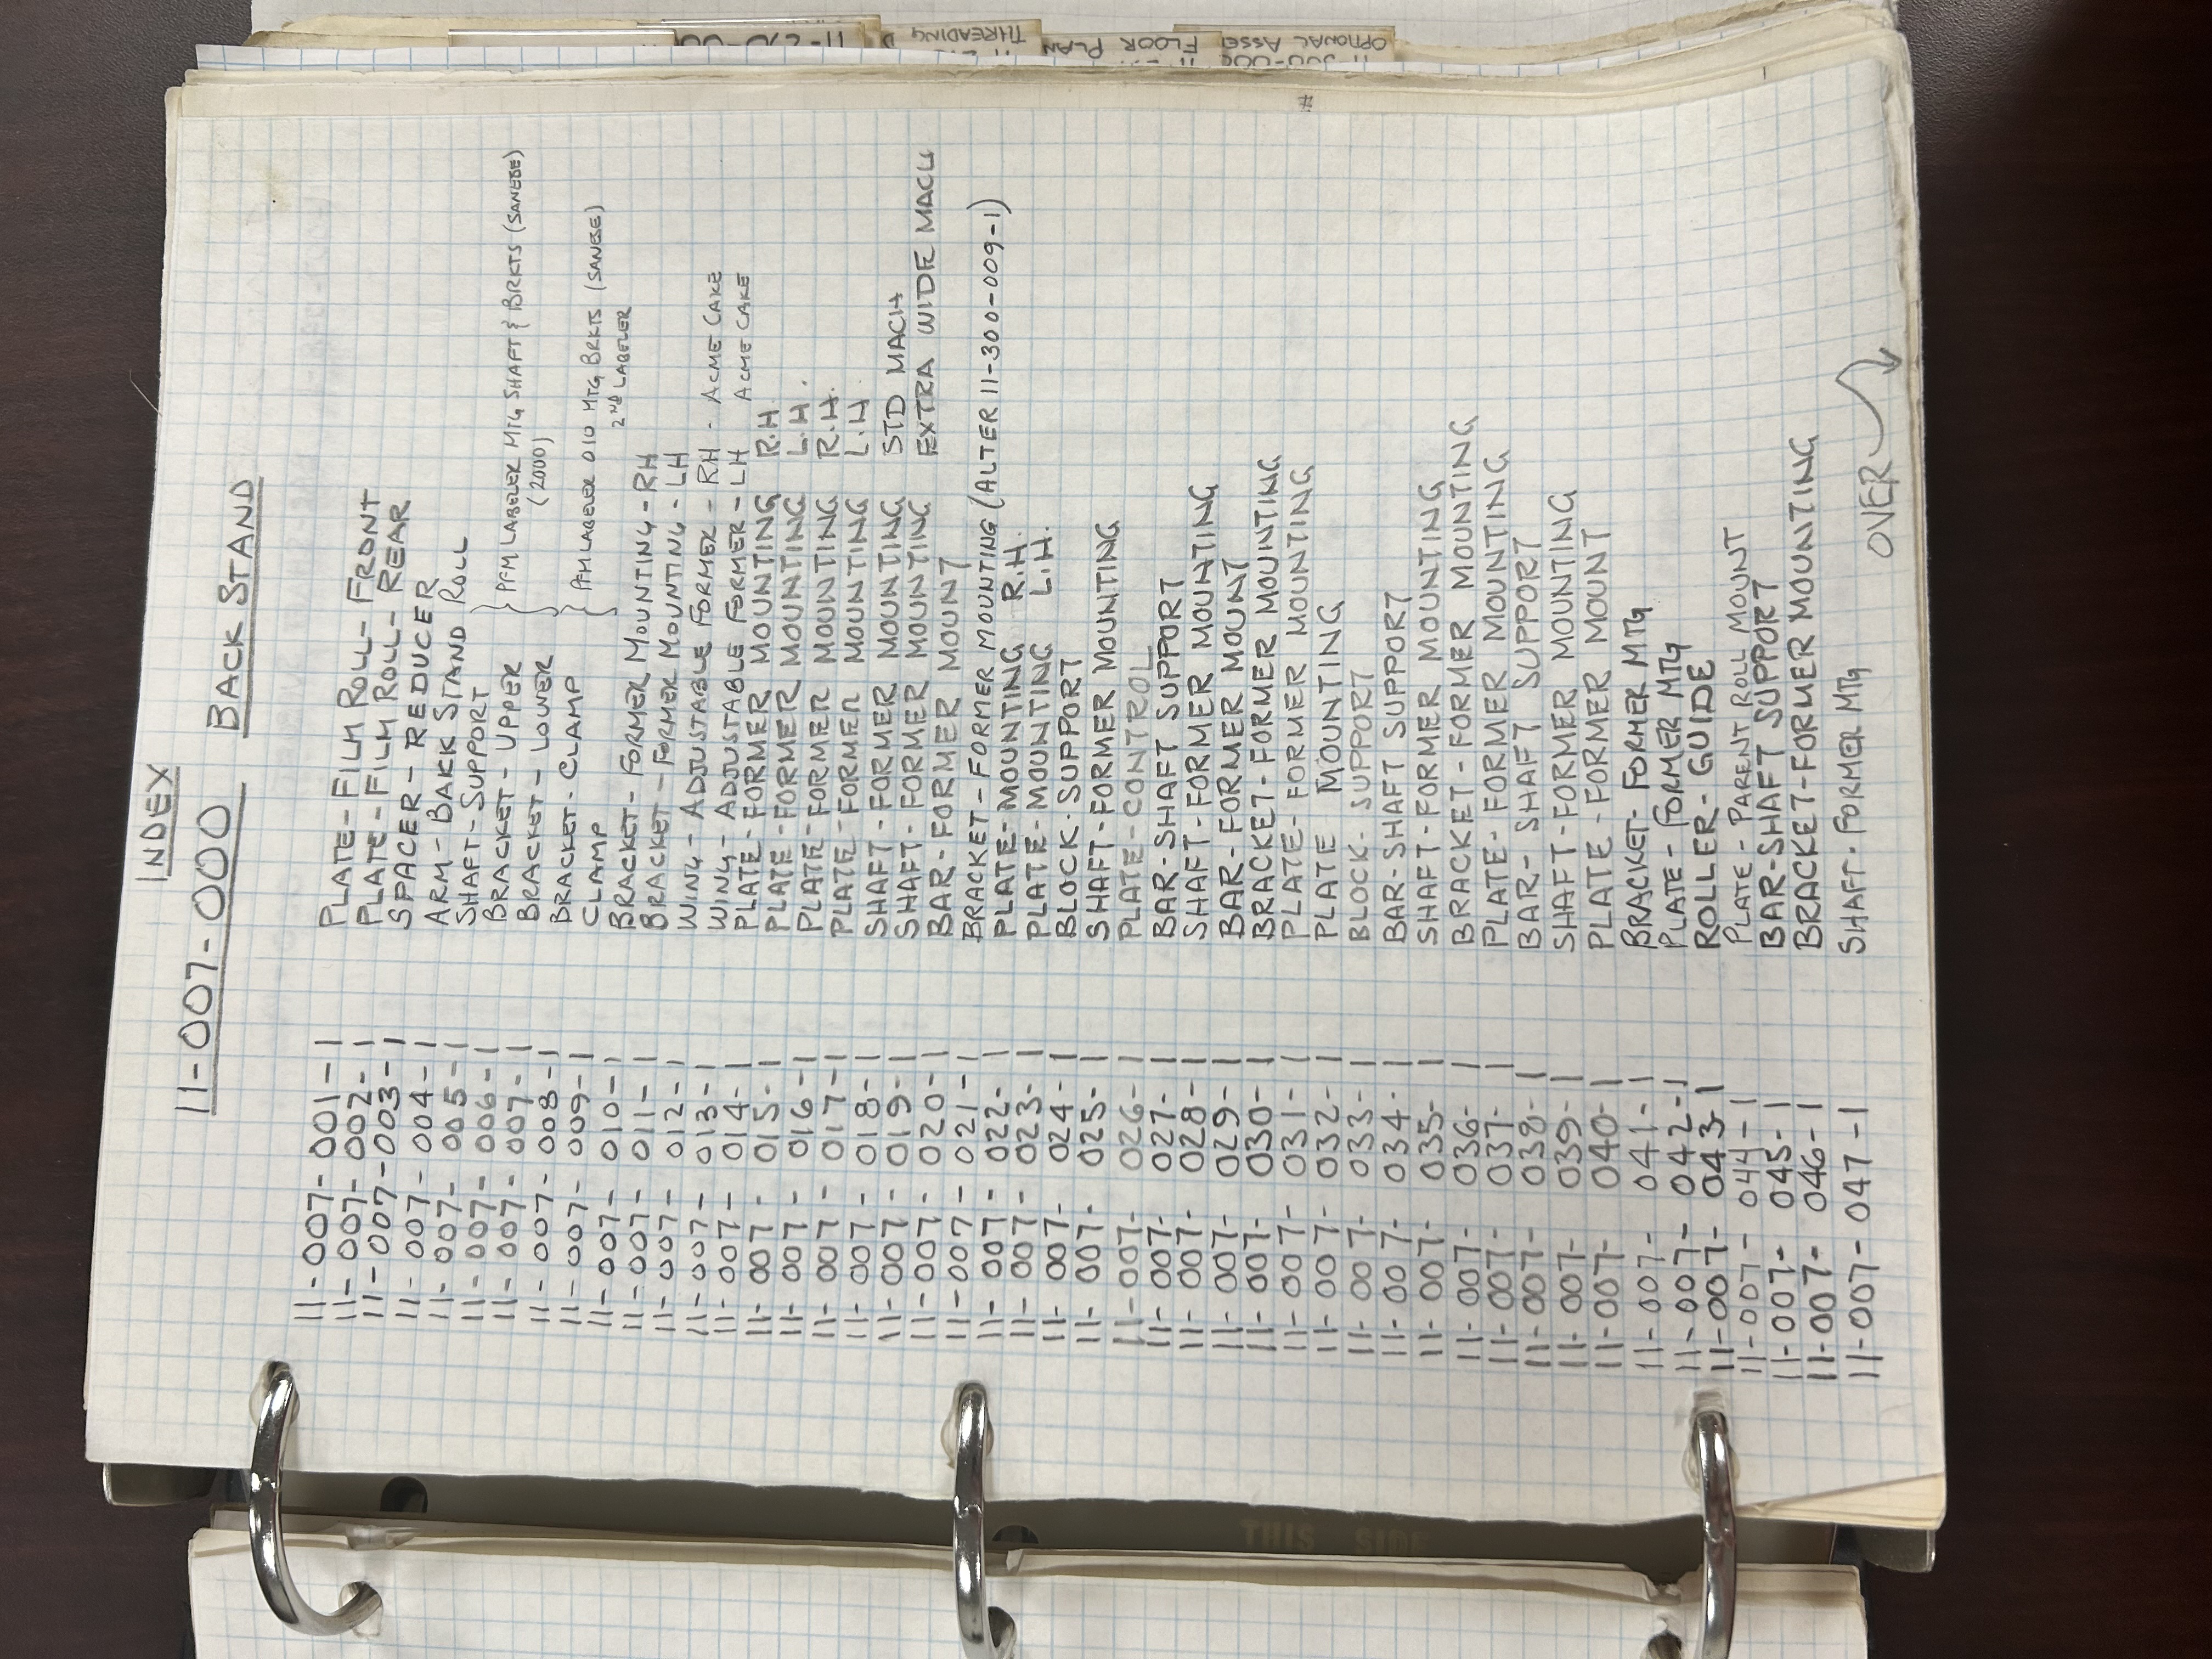 INDEX
11-007-000 BACK STAND
11-007-001-1 PLATE-FILM ROLL-FRONT
11-007-002-1 PLATE-FILM ROLL-REAR
11-007-003-1 SPACER-REDUCER
11-007-004-1 ARM-BAKK STAND ROLL
11-007-005-1 SHAFT-SUPPORT
11-007-006-1 BRACKET-UPPER PFM LABELER MTG SHAFT & BRKTS (SANESE)
11-007-007-1 BRACKET-LOWER (2000)
11-007-008-1 BRACKET-CLAMP PFM LABELER 010 MTG BRKTS (SANESE)
11-007-009-1 CLAMP 2ND LABELER
11-007-010-1 BRACKET-FORMER MOUNTING-RH
11-007-011-1 BRACKET-FORMER MOUNTING-LH
11-007-012-1 WING-ADJUSTABLE FORMER-RH-ACME CAKE
11-007-013-1 WING-ADJUSTABLE FORMER-LH ACME CAKE
11-007-014-1 PLATE-FORMER MOUNTING R.H.
11-007-015-1 PLATE-FORMER MOUNTING L.H.
11-007-016-1 PLATE-FORMER MOUNTING R.H.
11-007-017-1 PLATE-FORMER MOUNTING L.H
11-007-018-1 SHAFT-FORMER MOUNTING STD MACH
11-007-019-1 SHAFT-FORMER MOUNTING EXTRA WIDE MACH
11-007-020-1 BAR-FORMER MOUNT
11-007-021-1 BRACKET-FORMER MOUNTING (ALTER 11-300-009-1)
11-007-022-1 PLATE-MOUNTING R.H.
11-007-023-1 PLATE-MOUNTING L.H.
11-007-024-1 BLOCK-SUPPORT
11-007-025-1 SHAFT-FORMER MOUNTING
11-007-026-1 PLATE-CONTROL
11-007-027-1 BAR-SHAFT SUPPORT
11-007-028-1 SHAFT-FORMER MOUNTING
11-007-029-1 BAR-FORMER MOUNT
11-007-030-1 BRACKET-FORMER MOUNTING
11-007-031-1 PLATE-FORMER MOUNTING
11-007-032-1 PLATE MOUNTING
11-007-033-1 BLOCK-SUPPORT
11-007-034-1 BAR-SHAFT SUPPORT
11-007-035-1 SHAFT-FORMER MOUNTING
11-007-036-1 BRACKET-FORMER MOUNTING
11-007-037-1 PLATE-FORMER MOUNTING
11-007-038-1 BAR-SHAFT SUPPORT
11-007-039-1 SHAFT-FORMER MOUNTING
11-007-040-1 PLATE-FORMER MOUNT
11-007-041-1 BRACKET-FORMER MTG
11-007-042-1 PLATE-FORMER MTG
11-007-043-1 ROLLER-GUIDE
11-007-044-1 PLATE-PARENT ROLL MOUNT
11-007-045-1 BAR-SHAFT SUPPORT
11-007-046-1 BRACKET-FORMER MOUNTING
11-007-047-1 SHAFT-FORMER MTG
OVER
THREADING
FLOOR PLAN
OPTIONAL
THIS SIDE